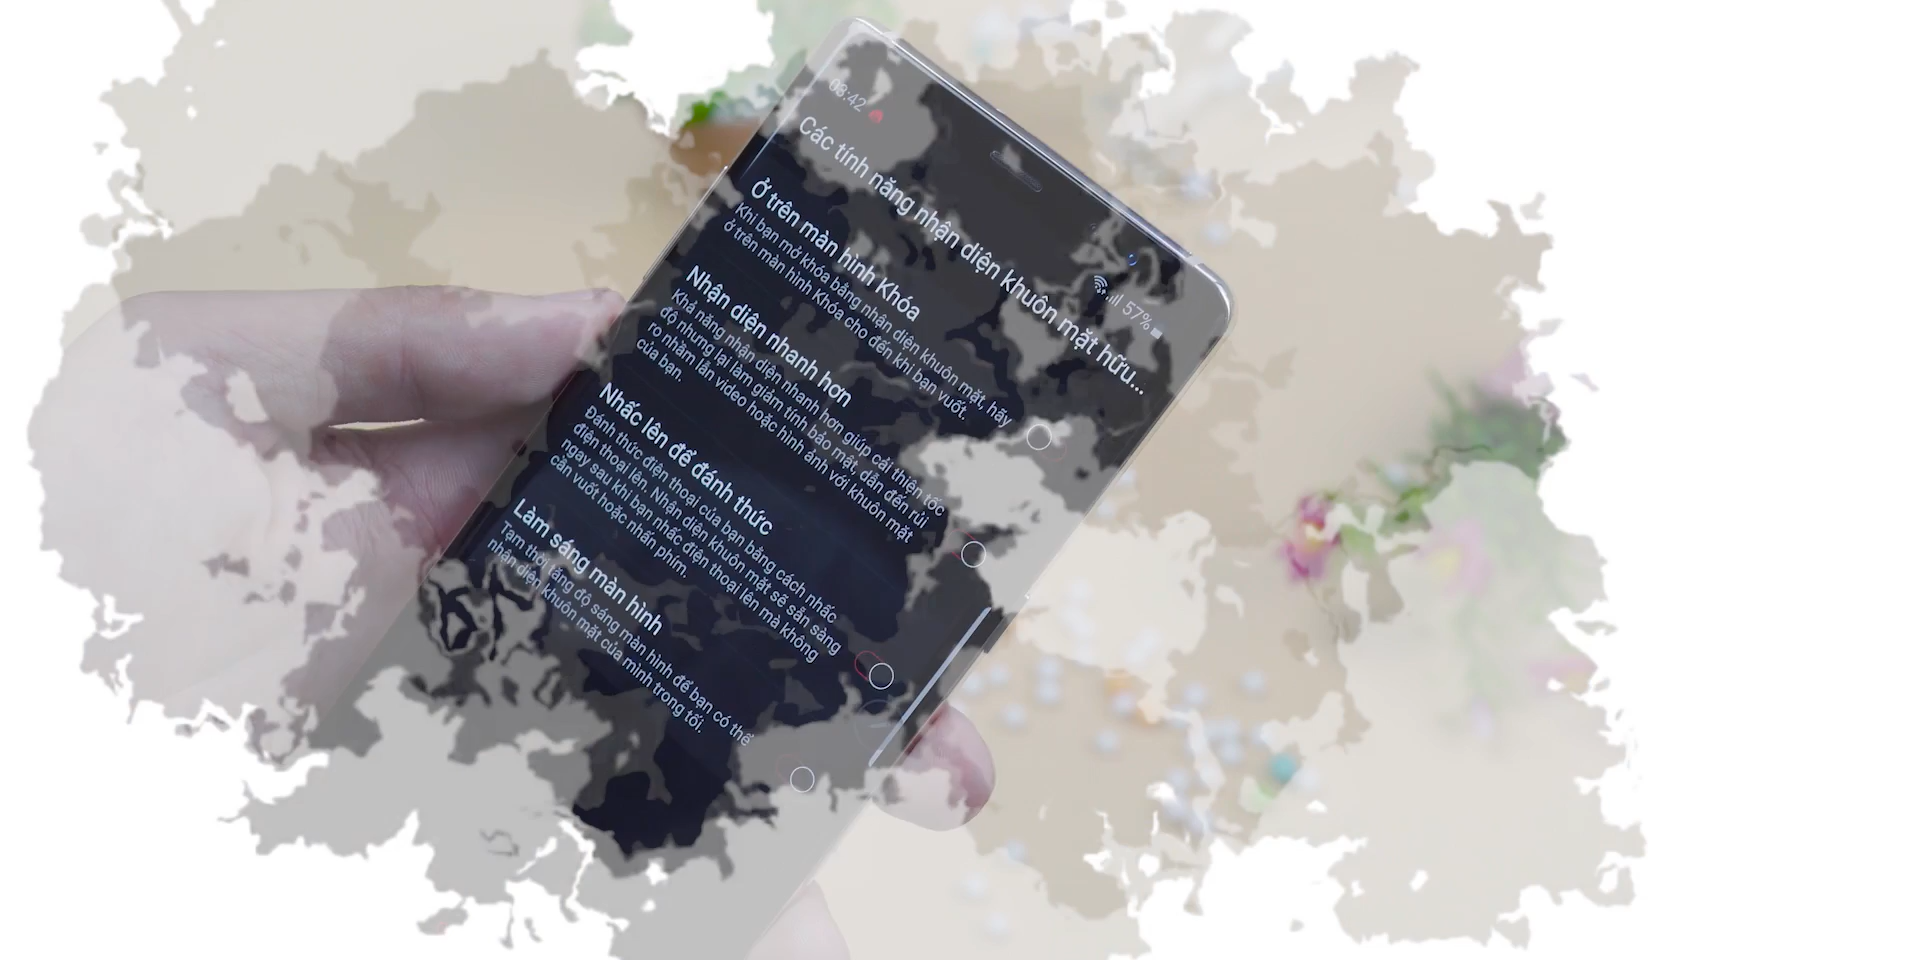 03:42
57%
Các tính năng nhận diện khuôn mặt hữu...
Ở trên màn hình Khóa
Khi bạn mở khóa bằng nhận diện khuôn mặt, hãy
ở trên màn hình Khóa cho đến khi bạn vuốt.
Nhận diện nhanh hơn
Khả năng nhận diện nhanh hơn giúp cải thiện tốc
độ nhưng lại làm giảm tính bảo mật, dẫn đến rủi
ro nhầm lẫn video hoặc hình ảnh với khuôn mặt
của bạn.
Nhấc lên để đánh thức
Đánh thức điện thoại của bạn bằng cách nhấc
điện thoại lên. Nhận diện khuôn mặt sẽ sẵn sàng
ngay sau khi bạn nhấc điện thoại lên mà không
cần vuốt hoặc nhấn phím.
Làm sáng màn hình
Tạm thời tăng độ sáng màn hình để bạn có thể
nhận diện khuôn mặt của mình trong tối.